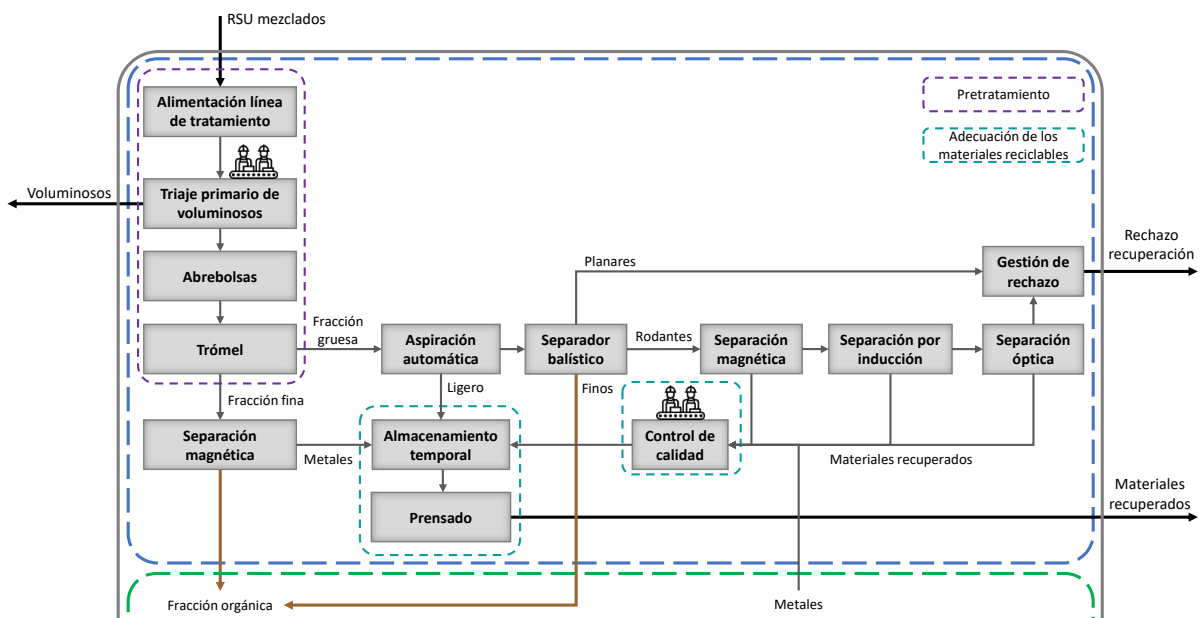 RSU mezclados
Alimentación línea
de tratamiento
Pretratamiento
Adecuación de los
materiales reciclables
Voluminosos
Triaje primario de
voluminosos
Abrebolsas
Planares
Gestión de
rechazo
Rechazo
recuperación
Trómel
Fracción
gruesa
Aspiración
automática
Separador
balístico
Rodantes
Separación
magnética
Separación por
inducción
Separación
óptica
Fracción fina
Ligero
Finos
Separación
magnética
Metales
Almacenamiento
temporal
Control de
calidad
Materiales recuperados
Prensado
Materiales
recuperados
Fracción orgánica
Metales